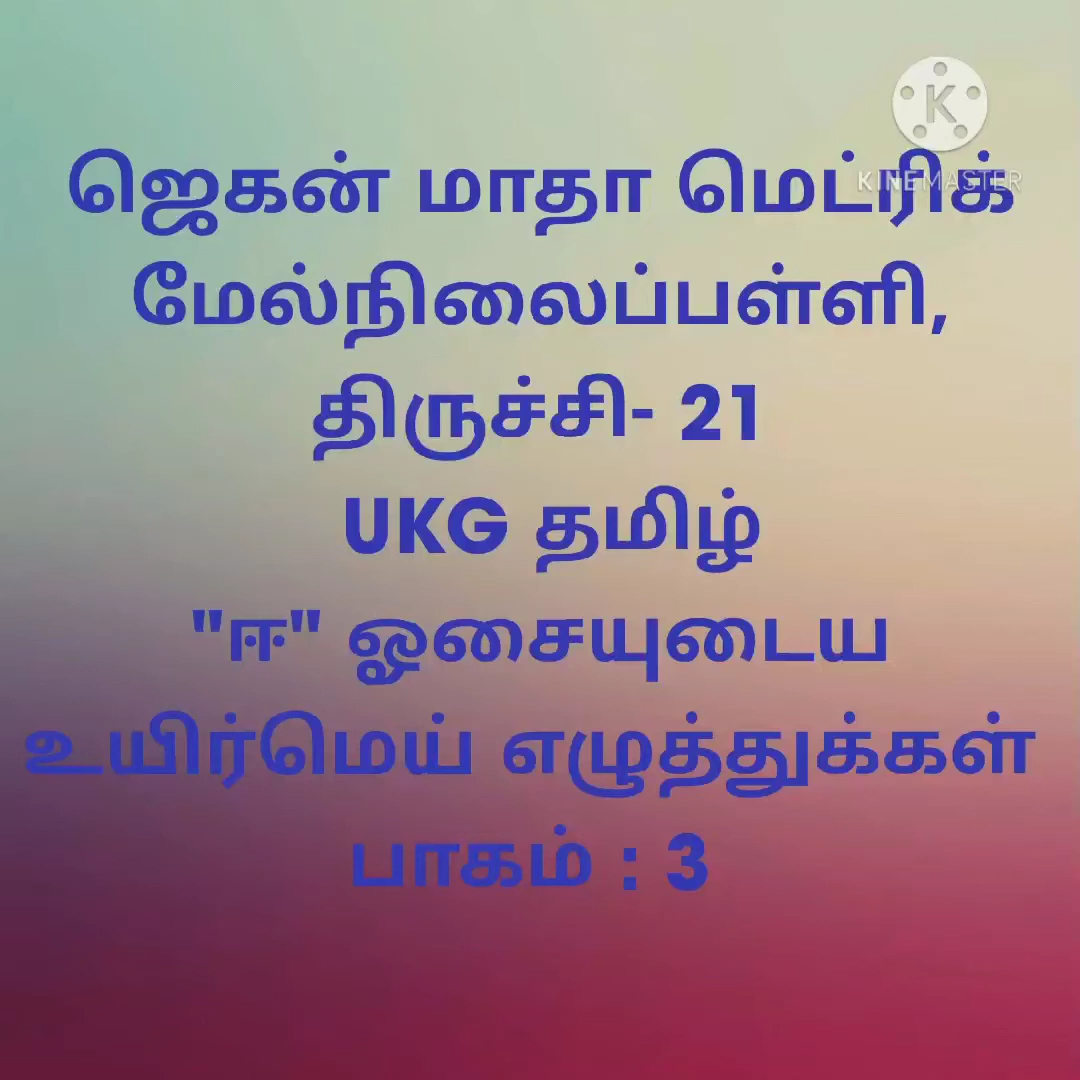 KINEMASTER
ஜெகன் மாதா மெட்ரிக்
மேல்நிலைப்பள்ளி,
திருச்சி- 21
UKG தமிழ்
"ஈ" ஓசையுடைய
உயிர்மெய் எழுத்துக்கள்
பாகம் : 3